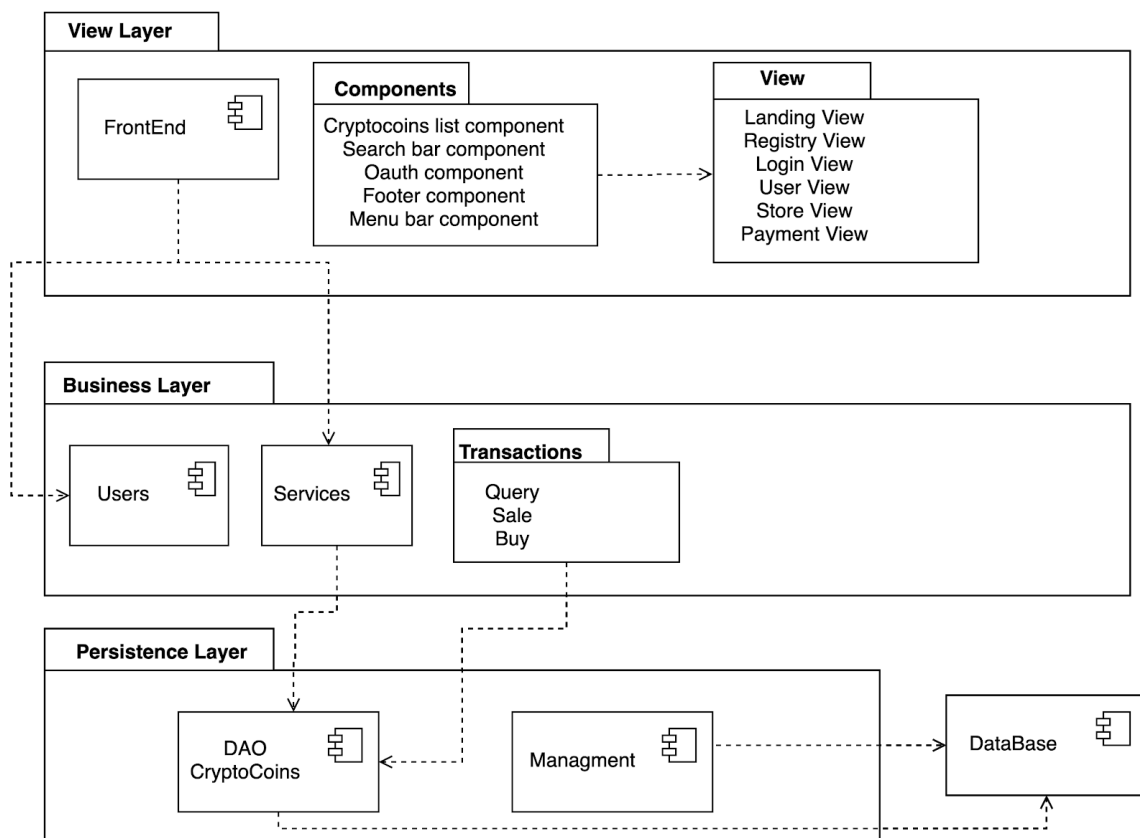 View Layer
FrontEnd
Components
Cryptocoins list component
Search bar component
Oauth component
Footer component
Menu bar component
View
Landing View
Registry View
Login View
User View
Store View
Payment View
Business Layer
Users
Services
Transactions
Query
Sale
Buy
Persistence Layer
DAO
CryptoCoins
Managment
DataBase